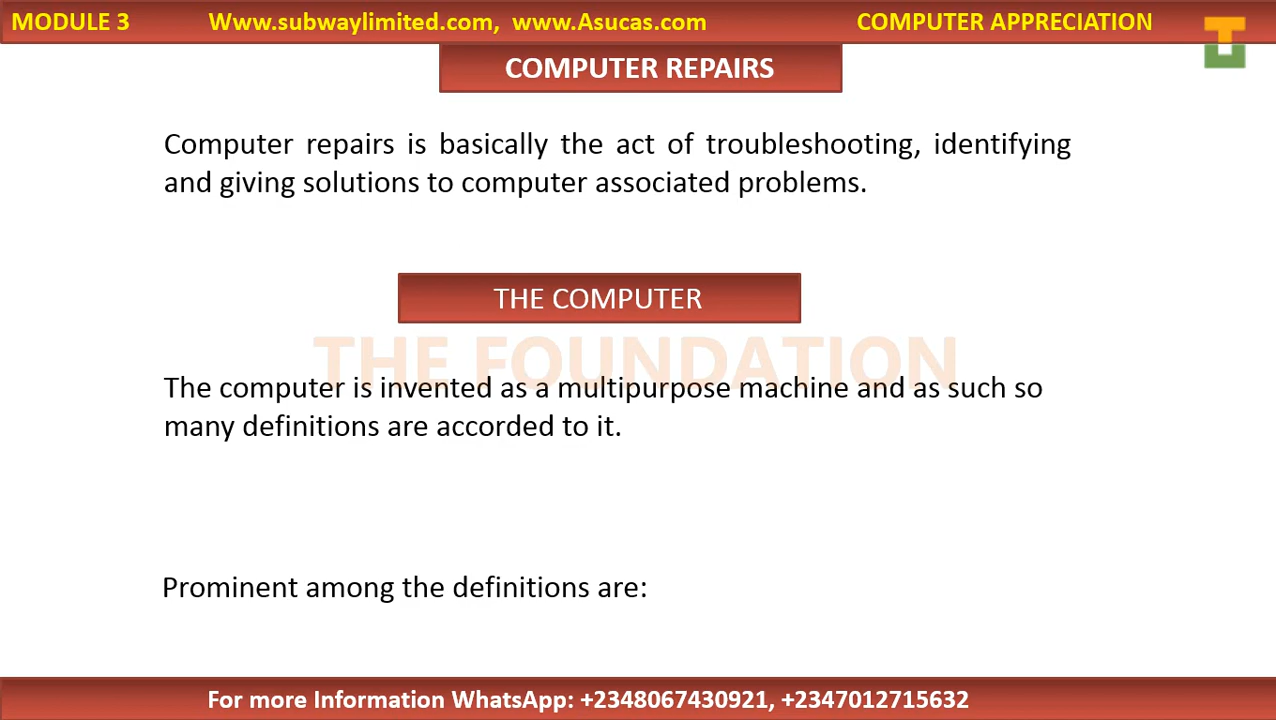 MODULE 3 Www.subwaylimited.com, www.Asucas.com COMPUTER APPRECIATION
COMPUTER REPAIRS
Computer repairs is basically the act of troubleshooting, identifying
and giving solutions to computer associated problems.
THE COMPUTER
THE FOUNDATION
The computer is invented as a multipurpose machine and as such so
many definitions are accorded to it.
Prominent among the definitions are:
For more Information WhatsApp: +2348067430921, +2347012715632